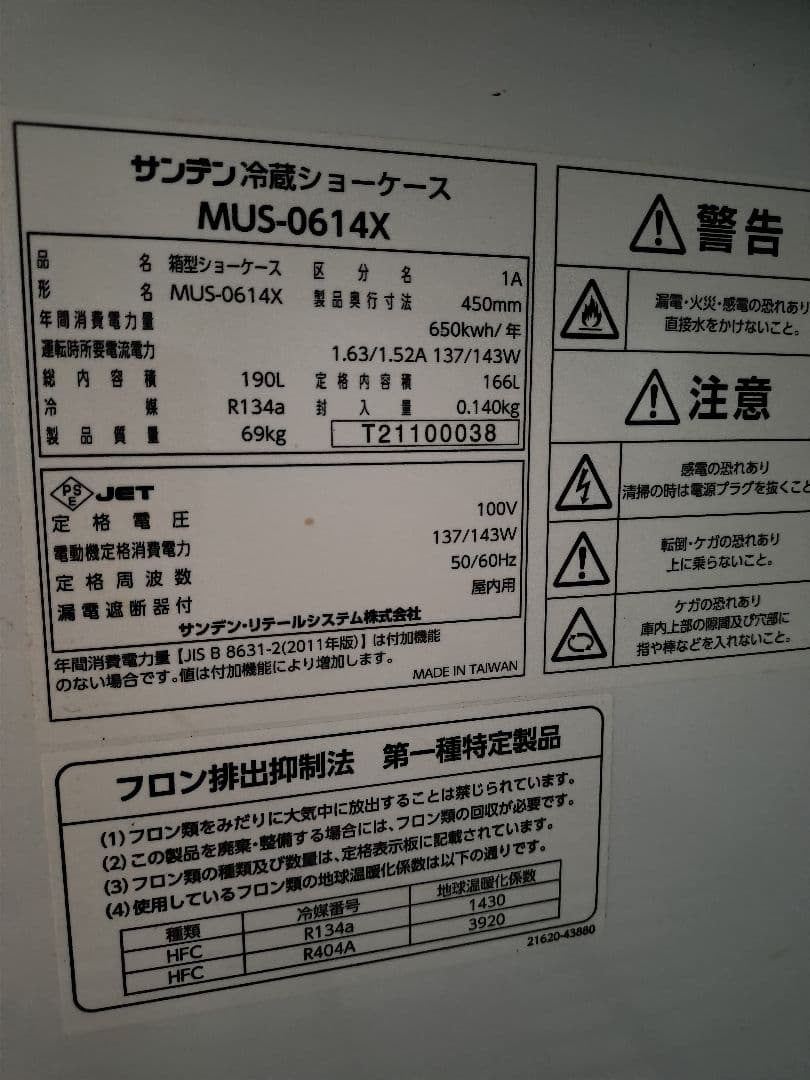 サンデン冷蔵ショーケース
MUS-0614X
品名 箱型ショーケース 区分名 1A
形名 MUS-0614X 製品奥行寸法 450mm
年間消費電力量 650kwh/年
運転時所要電流電力 1.63/1.52A 137/143W
総内容積 190L 定格内容積 166L
冷媒 R134a 封入量 0.140kg
製品質量 69kg T21100038
PSE JET
定格電圧 100V
電動機定格消費電力 137/143W
定格周波数 50/60Hz
漏電遮断器付 屋内用
サンデン・リテールシステム株式会社
年間消費電力量【JIS B 8631-2(2011年版)】は付加機能
のない場合です。値は付加機能により増加します。
MADE IN TAIWAN
警告
漏電・火災・感電の恐れあり
直接水をかけないこと。
注意
感電の恐れあり
清掃の時は電源プラグを抜くこと
転倒・ケガの恐れあり
上に乗らないこと。
ケガの恐れあり
庫内上部の隙間及び穴部に
指や棒などを入れないこと。
フロン排出抑制法 第一種特定製品
(1)フロン類をみだりに大気中に放出することは禁じられています。
(2)この製品を廃棄・整備する場合には、フロン類の回収が必要です。
(3)フロン類の種類及び数量は、定格表示板に記載されています。
(4)使用しているフロン類の地球温暖化係数は以下の通りです。
種類 冷媒番号 地球温暖化係数
HFC R134a 1430
HFC R404A 3920
21620-43880